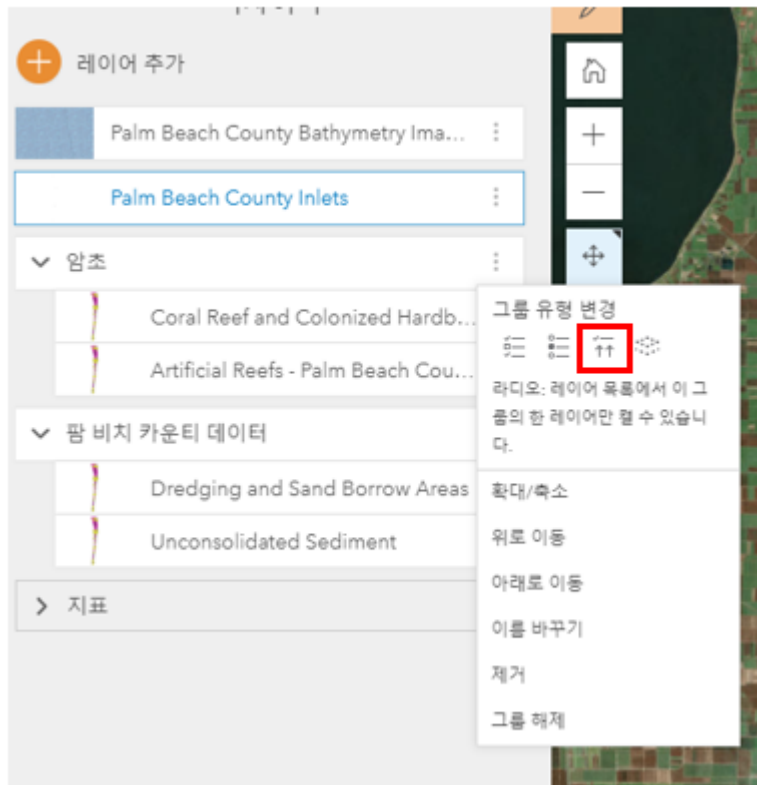 레이어 추가
Palm Beach County Bathymetry Ima...
Palm Beach County Inlets
암초
Coral Reef and Colonized Hardb...
Artificial Reefs - Palm Beach Cou...
팜 비치 카운티 데이터
Dredging and Sand Borrow Areas
Unconsolidated Sediment
지표
그룹 유형 변경
라디오: 레이어 목록에서 이 그
룹의 한 레이어만 켤 수 있습니
다.
확대/축소
위로 이동
아래로 이동
이름 바꾸기
제거
그룹 해제